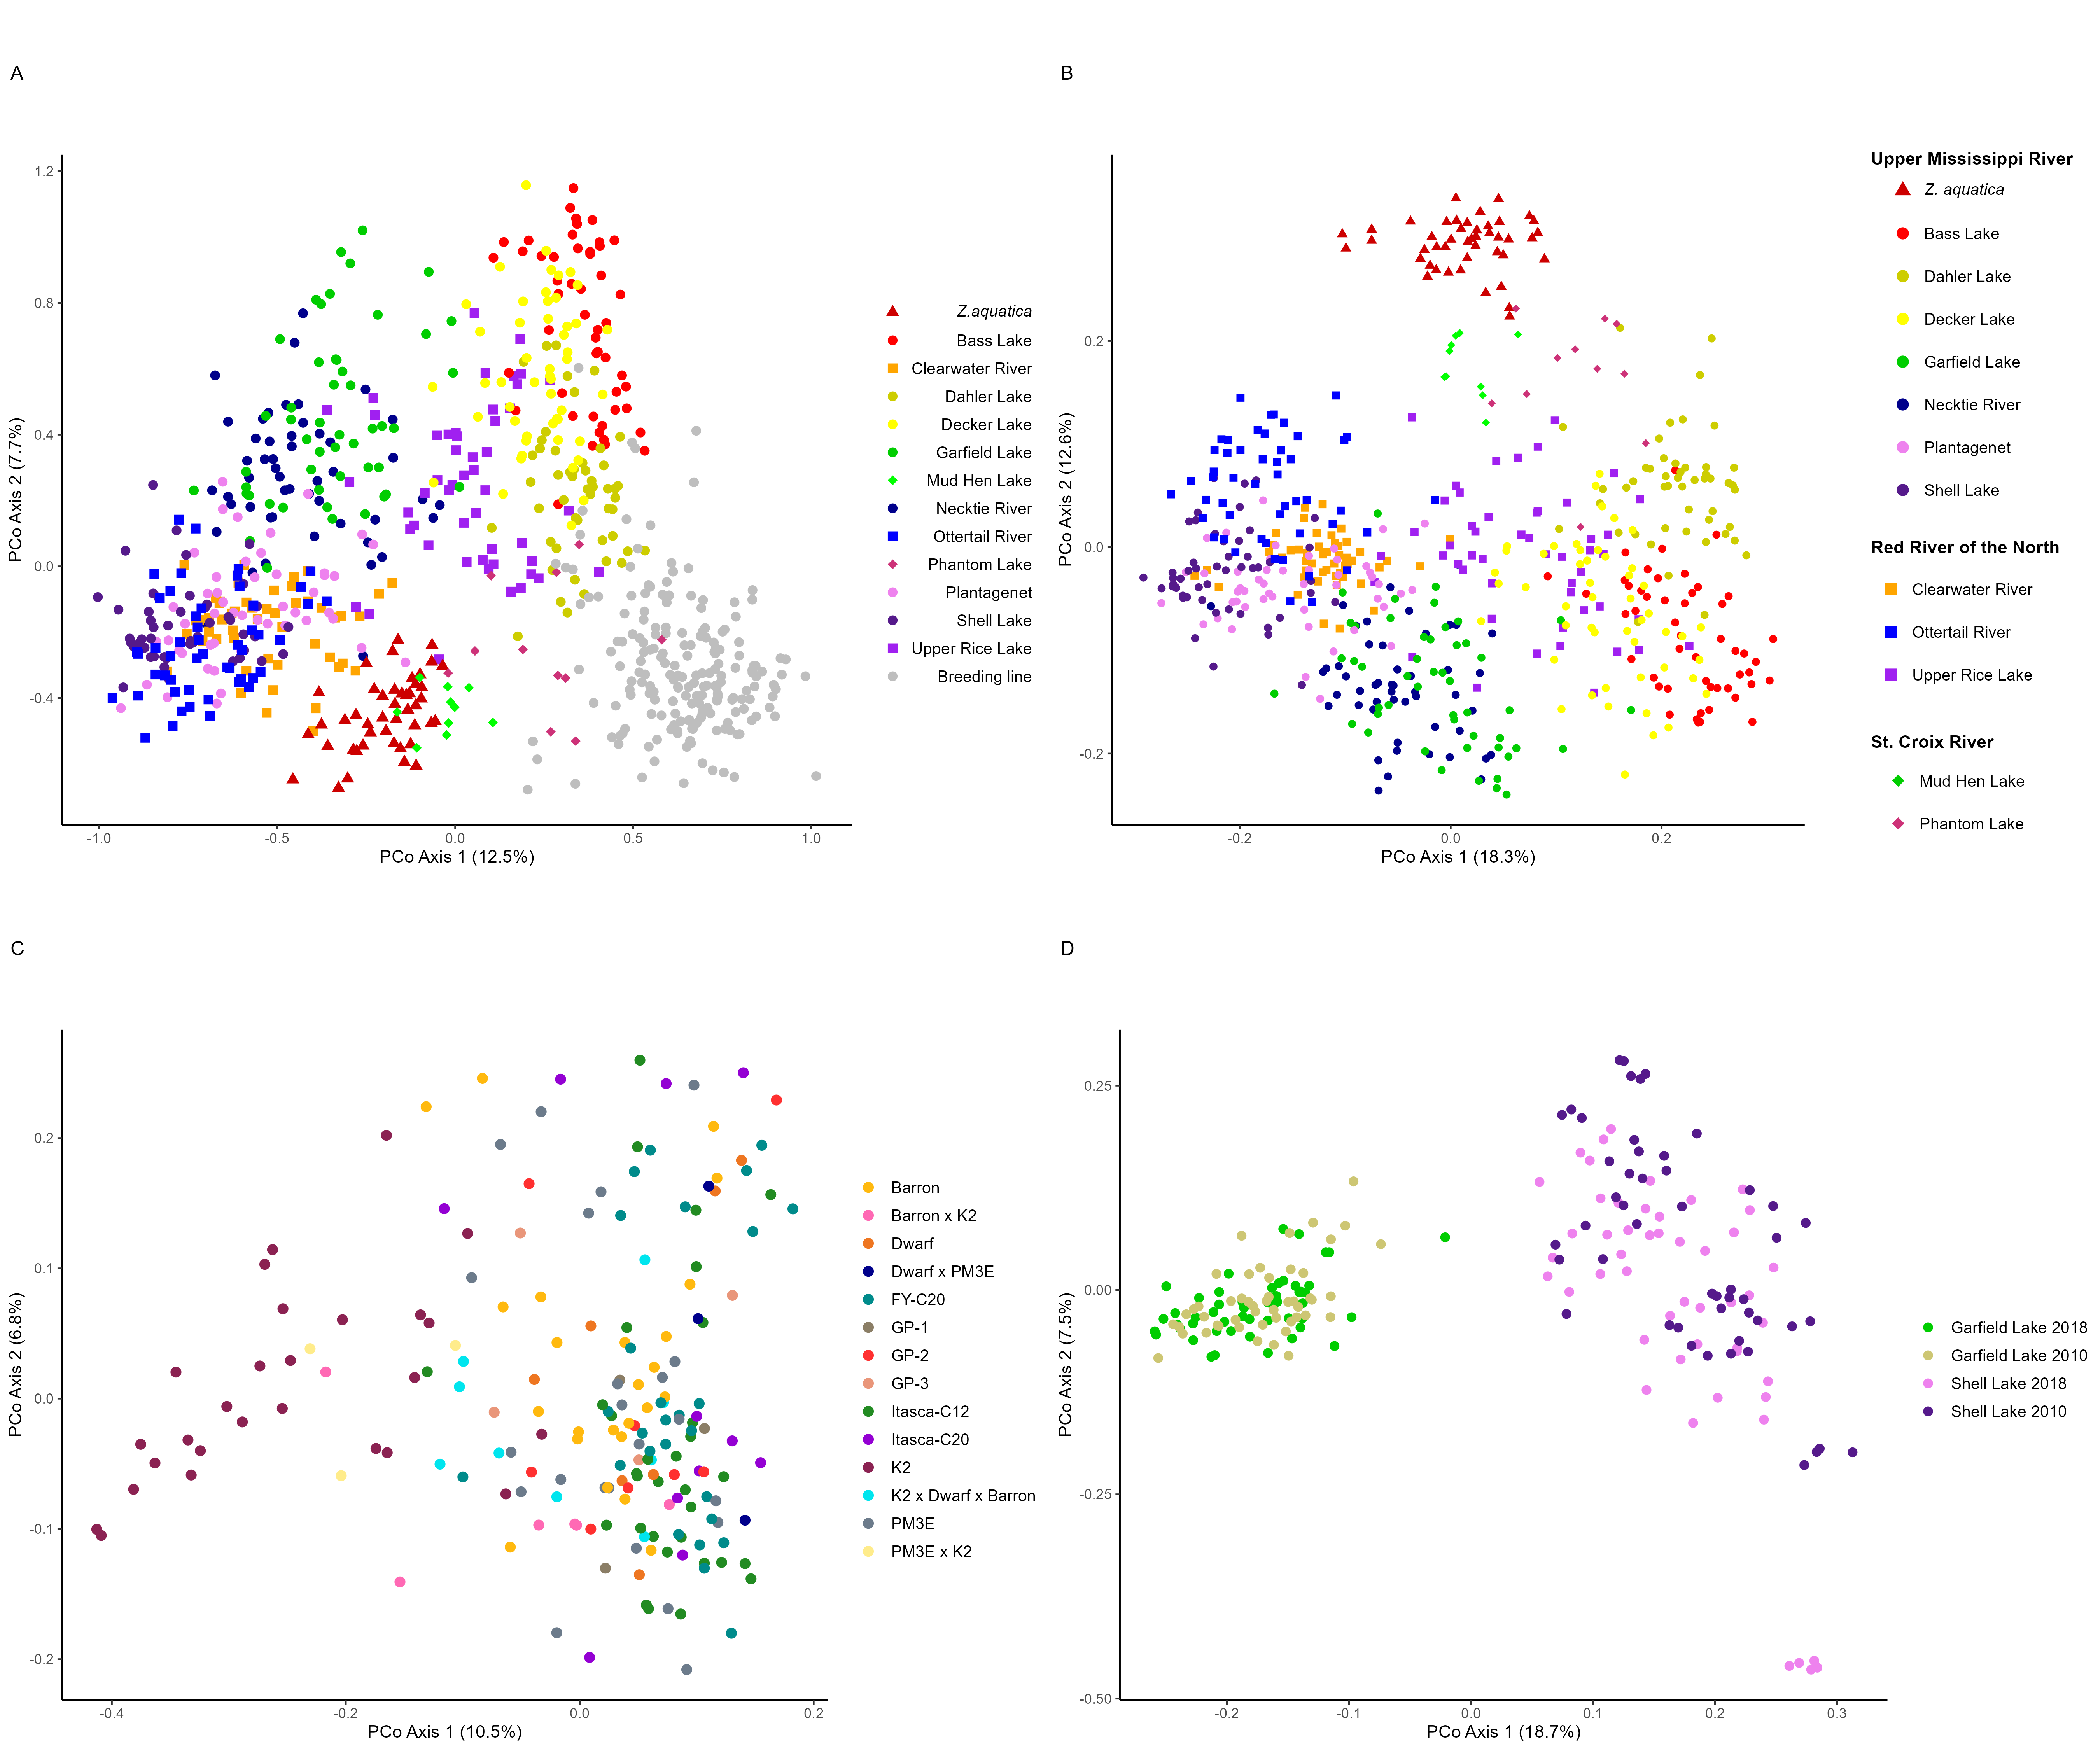 A
1.2
0.8
0.4
0.0
-0.4
PCo Axis 2 (7.7%)
-1.0
-0.5
0.0
0.5
1.0
PCo Axis 1 (12.5%)
Z.aquatica
Bass Lake
Clearwater River
Dahler Lake
Decker Lake
Garfield Lake
Mud Hen Lake
Necktie River
Ottertail River
Phantom Lake
Plantagenet
Shell Lake
Upper Rice Lake
Breeding line
B
0.2
0.0
-0.2
PCo Axis 2 (12.6%)
-0.2
0.0
0.2
PCo Axis 1 (18.3%)
Upper Mississippi River
Z. aquatica
Bass Lake
Dahler Lake
Decker Lake
Garfield Lake
Necktie River
Plantagenet
Shell Lake
Red River of the North
Clearwater River
Ottertail River
Upper Rice Lake
St. Croix River
Mud Hen Lake
Phantom Lake
C
0.2
0.1
0.0
-0.1
-0.2
PCo Axis 2 (6.8%)
-0.4
-0.2
0.0
0.2
PCo Axis 1 (10.5%)
Barron
Barron x K2
Dwarf
Dwarf x PM3E
FY-C20
GP-1
GP-2
GP-3
Itasca-C12
Itasca-C20
K2
K2 x Dwarf x Barron
PM3E
PM3E x K2
D
0.25
0.00
-0.25
-0.50
PCo Axis 2 (7.5%)
-0.2
-0.1
0.0
0.1
0.2
0.3
PCo Axis 1 (18.7%)
Garfield Lake 2018
Garfield Lake 2010
Shell Lake 2018
Shell Lake 2010